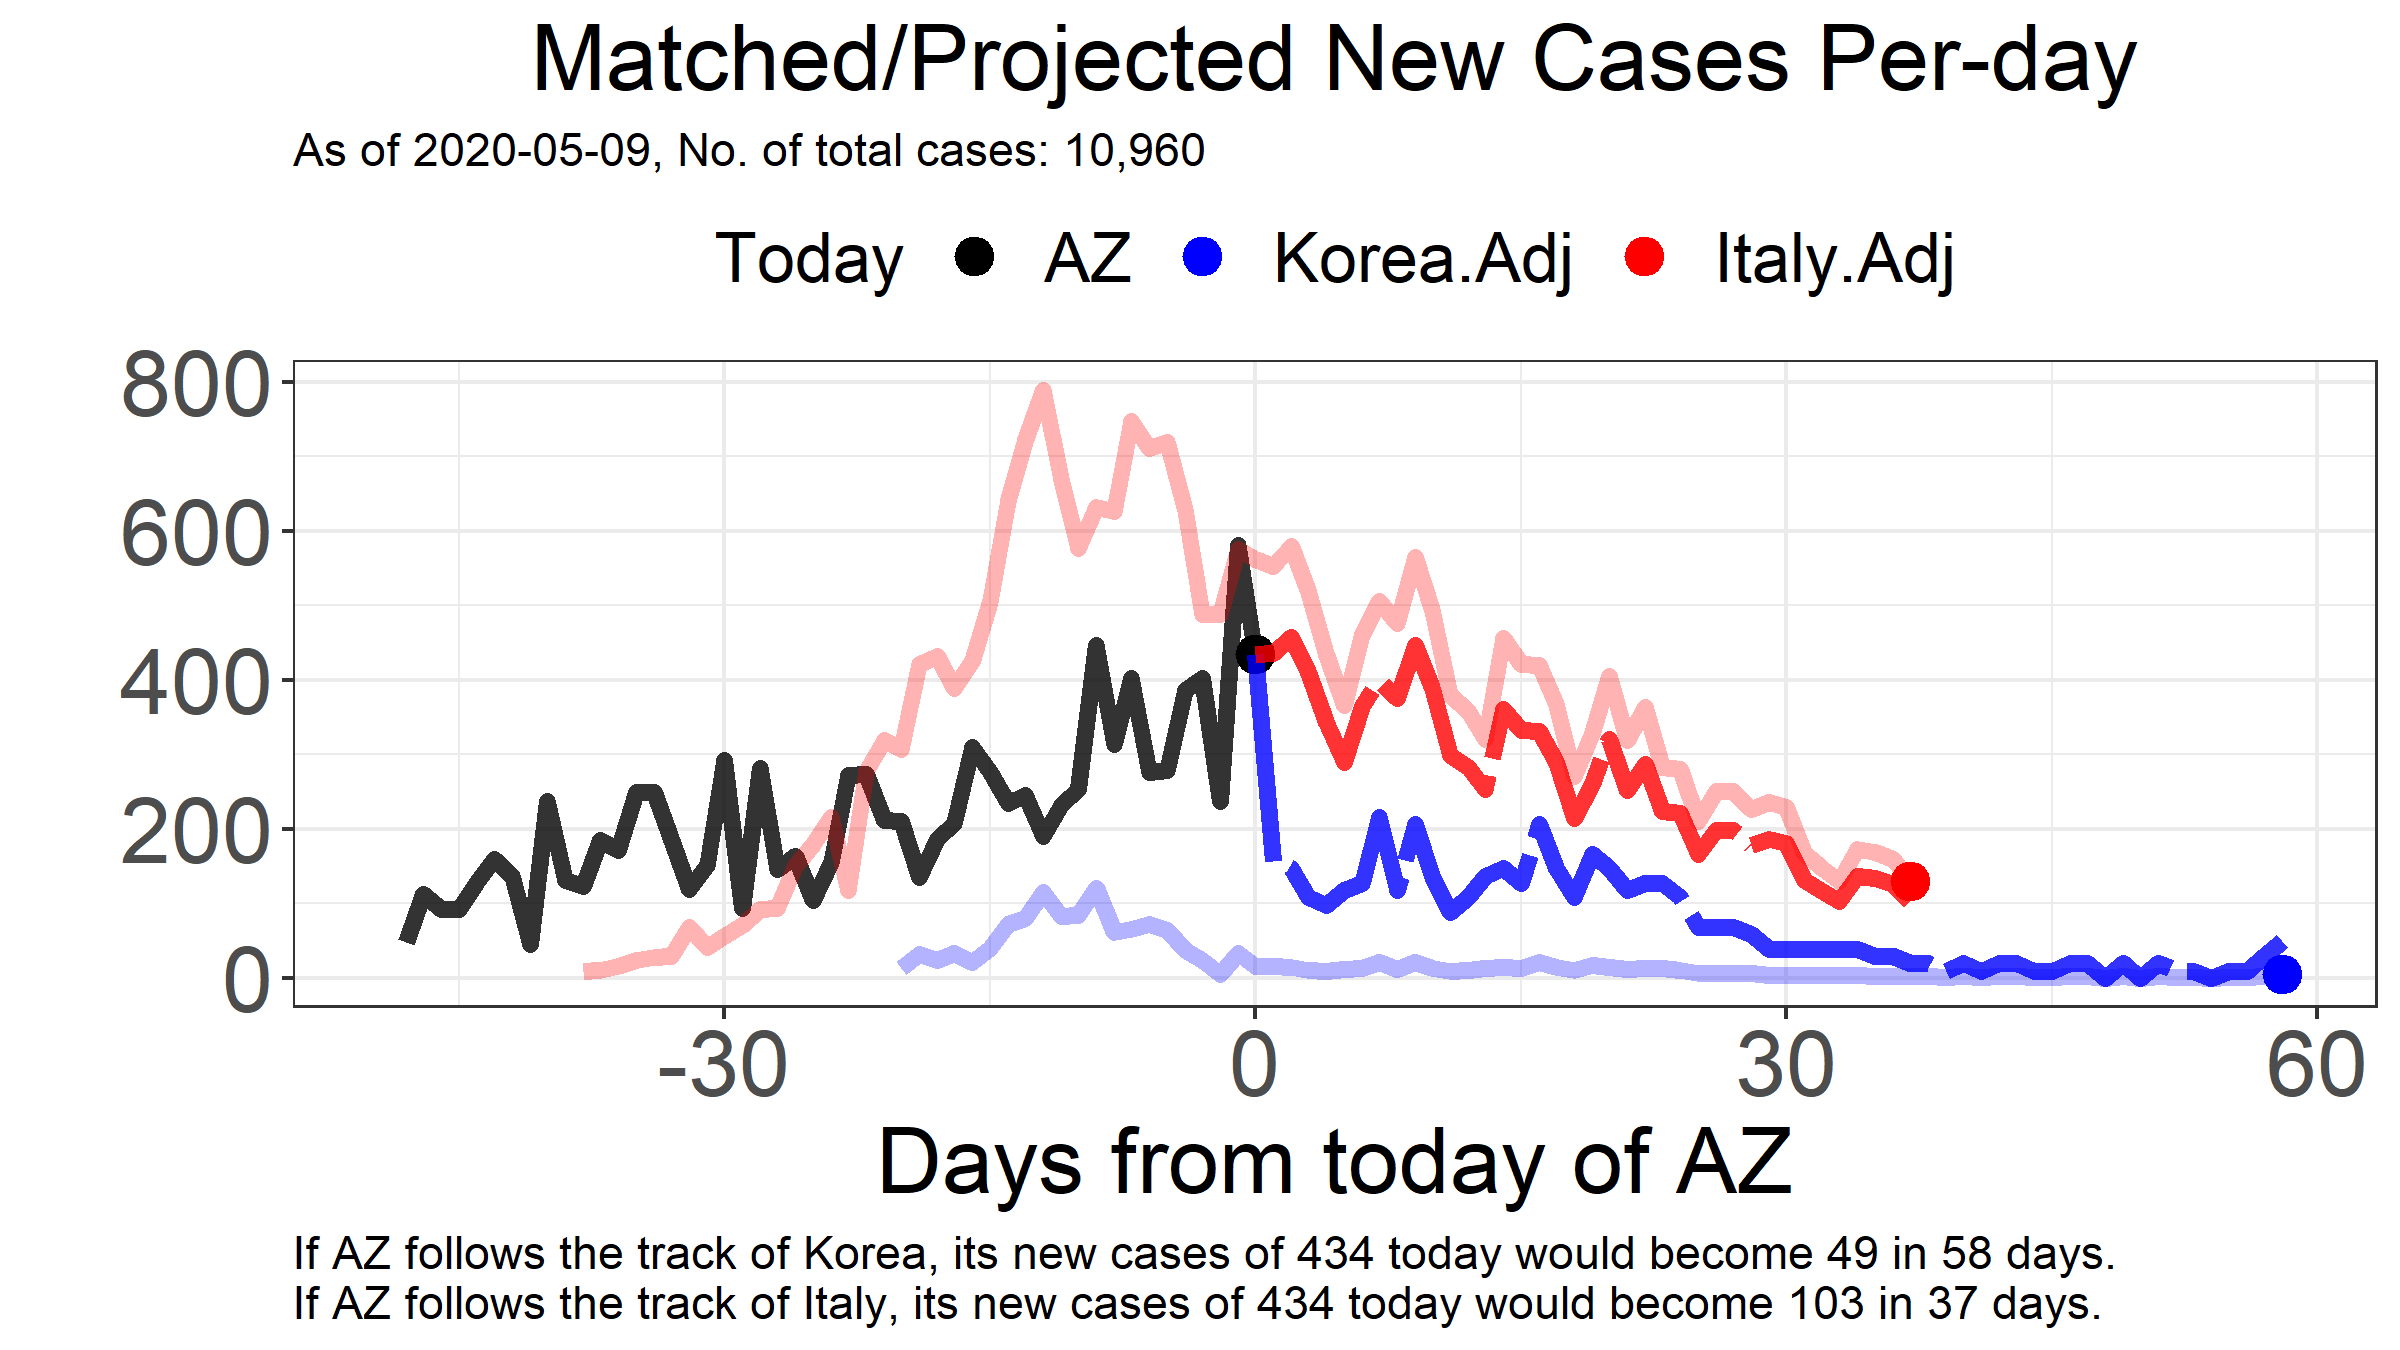 Matched/Projected New Cases Per-day
As of 2020-05-09, No. of total cases: 10,960
Today AZ Korea.Adj Italy.Adj
800
600
400
200
0
-30 0 30 60
Days from today of AZ
If AZ follows the track of Korea, its new cases of 434 today would become 49 in 58 days.
If AZ follows the track of Italy, its new cases of 434 today would become 103 in 37 days.